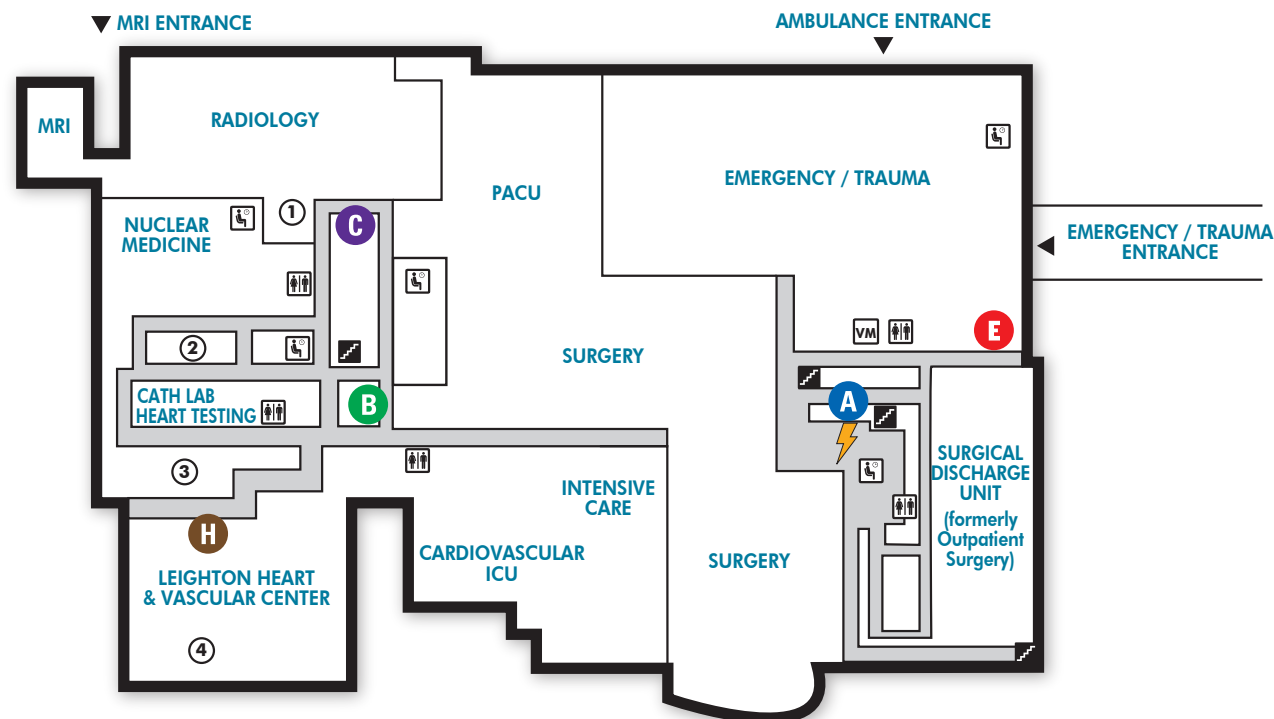 MRI ENTRANCE
AMBULANCE ENTRANCE
MRI
RADIOLOGY
PACU
EMERGENCY / TRAUMA
EMERGENCY / TRAUMA
ENTRANCE
NUCLEAR
MEDICINE
1
C
2
SURGERY
VM
E
CATH LAB
HEART TESTING
B
A
3
INTENSIVE
CARE
SURGICAL
DISCHARGE
UNIT
(formerly
Outpatient
Surgery)
H
CARDIOVASCULAR
ICU
SURGERY
LEIGHTON HEART
& VASCULAR CENTER
4